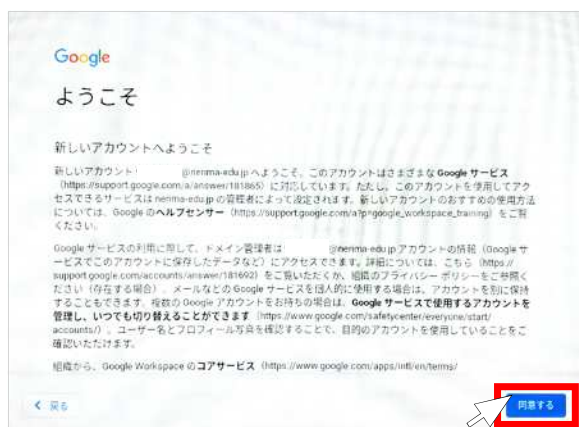 Google
ようこそ
新しいアカウントへようこそ
新しいアカウント @nerima-edu.jp へようこそ。このアカウントはさまざまな Google サービス
(https://support.google.com/a/answer/181865) に対応しています。ただし、このアカウントを使用してアク
セスできるサービスは nerima-edu.jp の管理者によって設定されます。新しいアカウントのおすすめの使用方法
については、Google のヘルプセンター (https://support.google.com/a?p=google_workspace_training) をご覧
ください。
Google サービスの利用に際して、ドメイン管理者は @nerima-edu.jp アカウントの情報 (Google サ
ービスでこのアカウントに保存したデータなど) にアクセスできます。詳細については、こちら (https://
support.google.com/accounts/answer/181692) をご覧いただくか、組織のプライバシー ポリシーをご参照く
ださい (存在する場合) 。メールなどの Google サービスを個人的に使用する場合は、アカウントを別に保持
することもできます。複数の Google アカウントをお持ちの場合は、Google サービスで使用するアカウントを
管理し、いつでも切り替えることができます (https://www.google.com/safetycenter/everyone/start/
accounts/) 。ユーザー名とプロフィール写真を確認することで、目的のアカウントを使用していることをご
確認いただけます。
組織から、Google Workspace のコアサービス (https://www.google.com/apps/intl/en/terms/
戻る
同意する